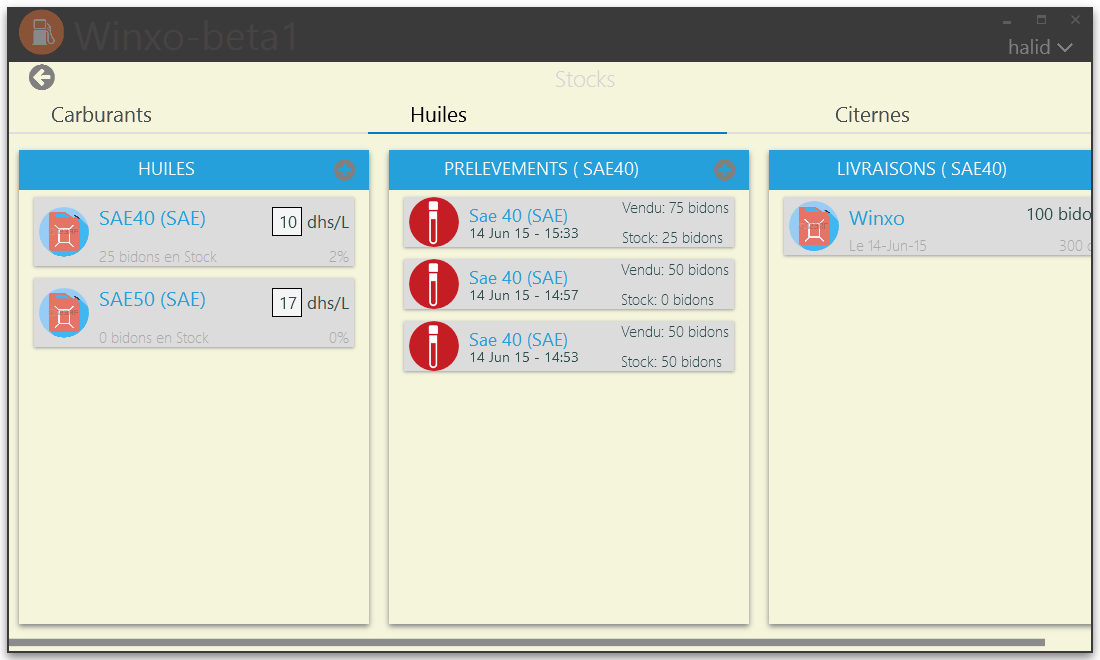 Winxo-beta1
halid
Stocks
Carburants
Huiles
Citernes
HUILES
SAE40 (SAE)
10 dhs/L
25 bidons en Stock
2%
SAE50 (SAE)
17 dhs/L
0 bidons en Stock
0%
PRELEVEMENTS ( SAE40)
Sae 40 (SAE)
14 Jun 15 - 15:33
Vendu: 75 bidons
Stock: 25 bidons
Sae 40 (SAE)
14 Jun 15 - 14:57
Vendu: 50 bidons
Stock: 0 bidons
Sae 40 (SAE)
14 Jun 15 - 14:53
Vendu: 50 bidons
Stock: 50 bidons
LIVRAISONS ( SAE40)
Winxo
100 bido
Le 14-Jun-15
300